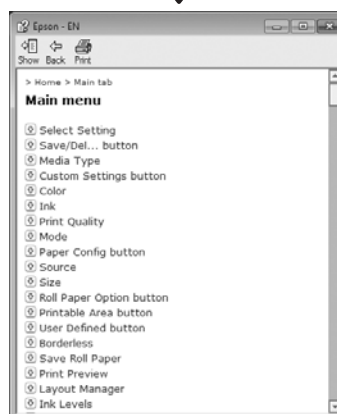 Epson - EN
Show Back Print
> Home > Main tab
Main menu
Select Setting
Save/Del... button
Media Type
Custom Settings button
Color
Ink
Print Quality
Mode
Paper Config button
Source
Size
Roll Paper Option button
Printable Area button
User Defined button
Borderless
Save Roll Paper
Print Preview
Layout Manager
Ink Levels